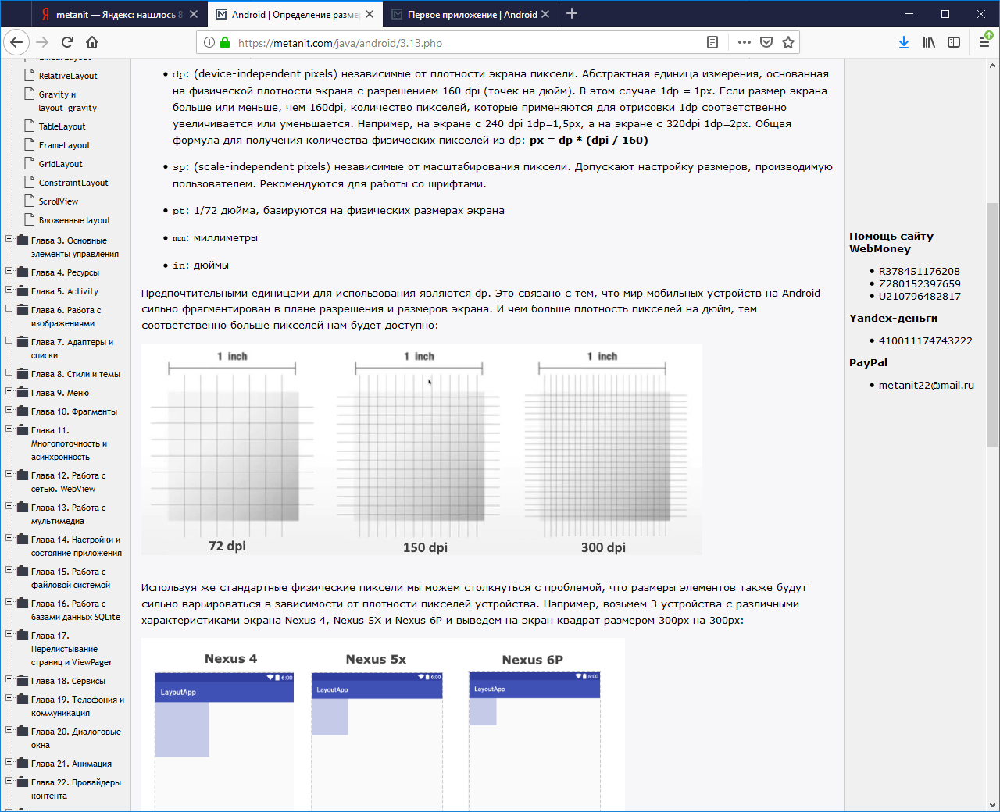 metanit — Яндекс: нашлось 8
Android | Определение разме
Первое приложение | Android
https://metanit.com/java/android/3.13.php
LinearLayout
RelativeLayout
Gravity и
layout_gravity
TableLayout
FrameLayout
GridLayout
ConstraintLayout
ScrollView
Вложенные layout
Глава 3. Основные
элементы управления
Глава 4. Ресурсы
Глава 5. Activity
Глава 6. Работа с
изображениями
Глава 7. Адаптеры и
списки
Глава 8. Стили и темы
Глава 9. Меню
Глава 10. Фрагменты
Глава 11.
Многопоточность и
асинхронность
Глава 12. Работа с
сетью. WebView
Глава 13. Работа с
мультимедиа
Глава 14. Настройки и
состояние приложения
Глава 15. Работа с
файловой системой
Глава 16. Работа с
базами данных SQLite
Глава 17.
Перелистывание
страниц и ViewPager
Глава 18. Сервисы
Глава 19. Телефония и
коммуникация
Глава 20. Диалоговые
окна
Глава 21. Анимация
Глава 22. Провайдеры
контента
dp: (device-independent pixels) независимые от плотности экрана пиксели. Абстрактная единица измерения, основанная
на физической плотности экрана с разрешением 160 dpi (точек на дюйм). В этом случае 1dp = 1px. Если размер экрана
больше или меньше, чем 160dpi, количество пикселей, которые применяются для отрисовки 1dp соответственно
увеличивается или уменьшается. Например, на экране с 240 dpi 1dp=1,5px, а на экране с 320dpi 1dp=2px. Общая
формула для получения количества физических пикселей из dp: px = dp * (dpi / 160)
sp: (scale-independent pixels) независимые от масштабирования пиксели. Допускают настройку размеров, производимую
пользователем. Рекомендуются для работы со шрифтами.
pt: 1/72 дюйма, базируются на физических размерах экрана
mm: миллиметры
in: дюймы
Предпочтительными единицами для использования являются dp. Это связано с тем, что мир мобильных устройств на Android
сильно фрагментирован в плане разрешения и размеров экрана. И чем больше плотность пикселей на дюйм, тем
соответственно больше пикселей нам будет доступно:
1 inch
1 inch
1 inch
72 dpi
150 dpi
300 dpi
Используя же стандартные физические пиксели мы можем столкнуться с проблемой, что размеры элементов также будут
сильно варьироваться в зависимости от плотности пикселей устройства. Например, возьмем 3 устройства с различными
характеристиками экрана Nexus 4, Nexus 5X и Nexus 6P и выведем на экран квадрат размером 300px на 300px:
Nexus 4
Nexus 5x
Nexus 6P
6:00
6:00
6:00
LayoutApp
LayoutApp
LayoutApp
Помощь сайту
WebMoney
R378451176208
Z280152397659
U210796482817
Yandex-деньги
410011174743222
PayPal
metanit22@mail.ru